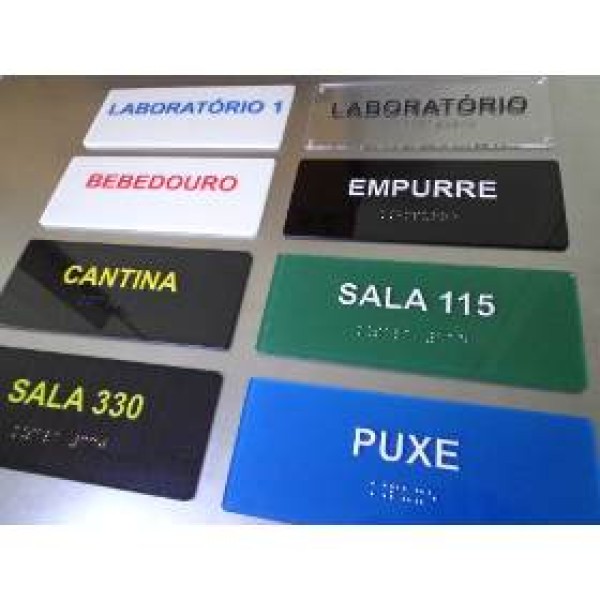 LABORATÓRIO 1
LABORATÓRIO
BEBEDOURO
EMPURRE
CANTINA
SALA 115
SALA 330
PUXE